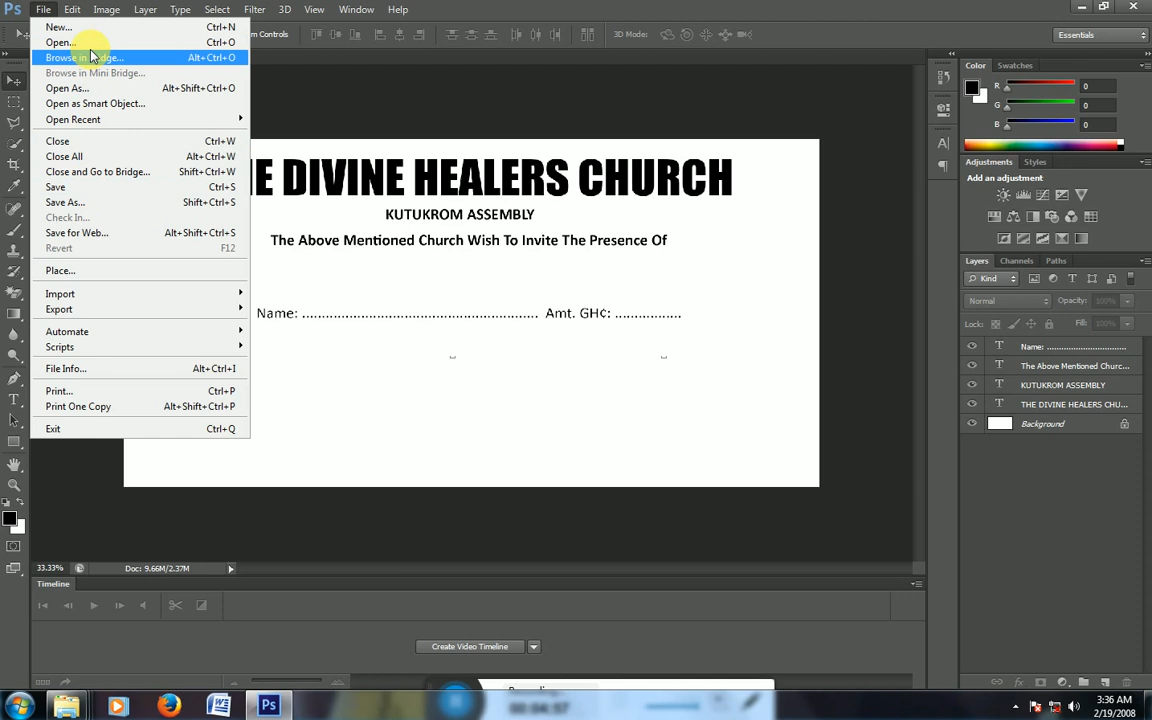 Ps File Edit Image Layer Type Select Filter 3D View Window Help
New... Ctrl+N
Open... Ctrl+O
Browse in Alt+Ctrl+O
Browse in Mini Bridge...
Open As... Alt+Shift+Ctrl+O
Open as Smart Object...
Open Recent
Close Ctrl+W
Close All Alt+Ctrl+W
Close and Go to Bridge... Shift+Ctrl+W
Save Ctrl+S
Save As... Shift+Ctrl+S
Check In...
Save for Web... Alt+Shift+Ctrl+S
Revert F12
Place...
Import
Export
Automate
Scripts
File Info... Alt+Ctrl+I
Print... Ctrl+P
Print One Copy Alt+Shift+Ctrl+P
Exit Ctrl+Q
Controls 3D Mode: Essentials
DIVINE HEALERS CHURCH
KUTUKROM ASSEMBLY
The Above Mentioned Church Wish To Invite The Presence Of
Name: ............................................................ Amt. GH¢: .................
Color Swatches
R 0
G 0
B 0
Adjustments Styles
Add an adjustment
Layers Channels Paths
Kind
Normal Opacity: 100%
Lock: Fill: 100%
Name: ......................
The Above Mentioned Churc...
KUTUKROM ASSEMBLY
THE DIVINE HEALERS CHU...
Background
33.33% Doc: 9.66M/2.37M
Timeline
Create Video Timeline
00:04:57
Ps
3:36 AM
2/19/2008